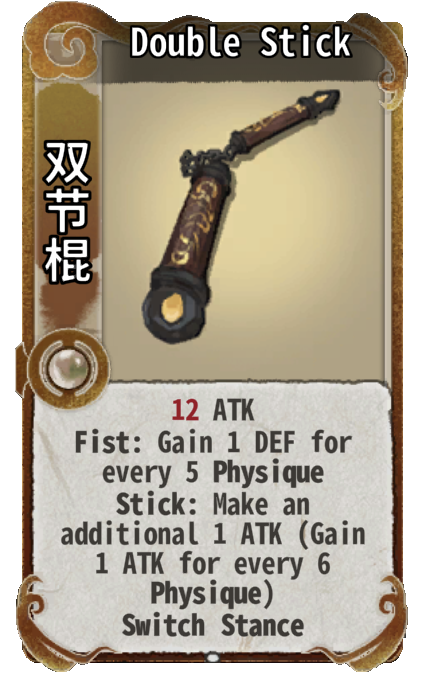 Double Stick
双节棍
12 ATK
Fist: Gain 1 DEF for
every 5 Physique
Stick: Make an
additional 1 ATK (Gain
1 ATK for every 6
Physique)
Switch Stance